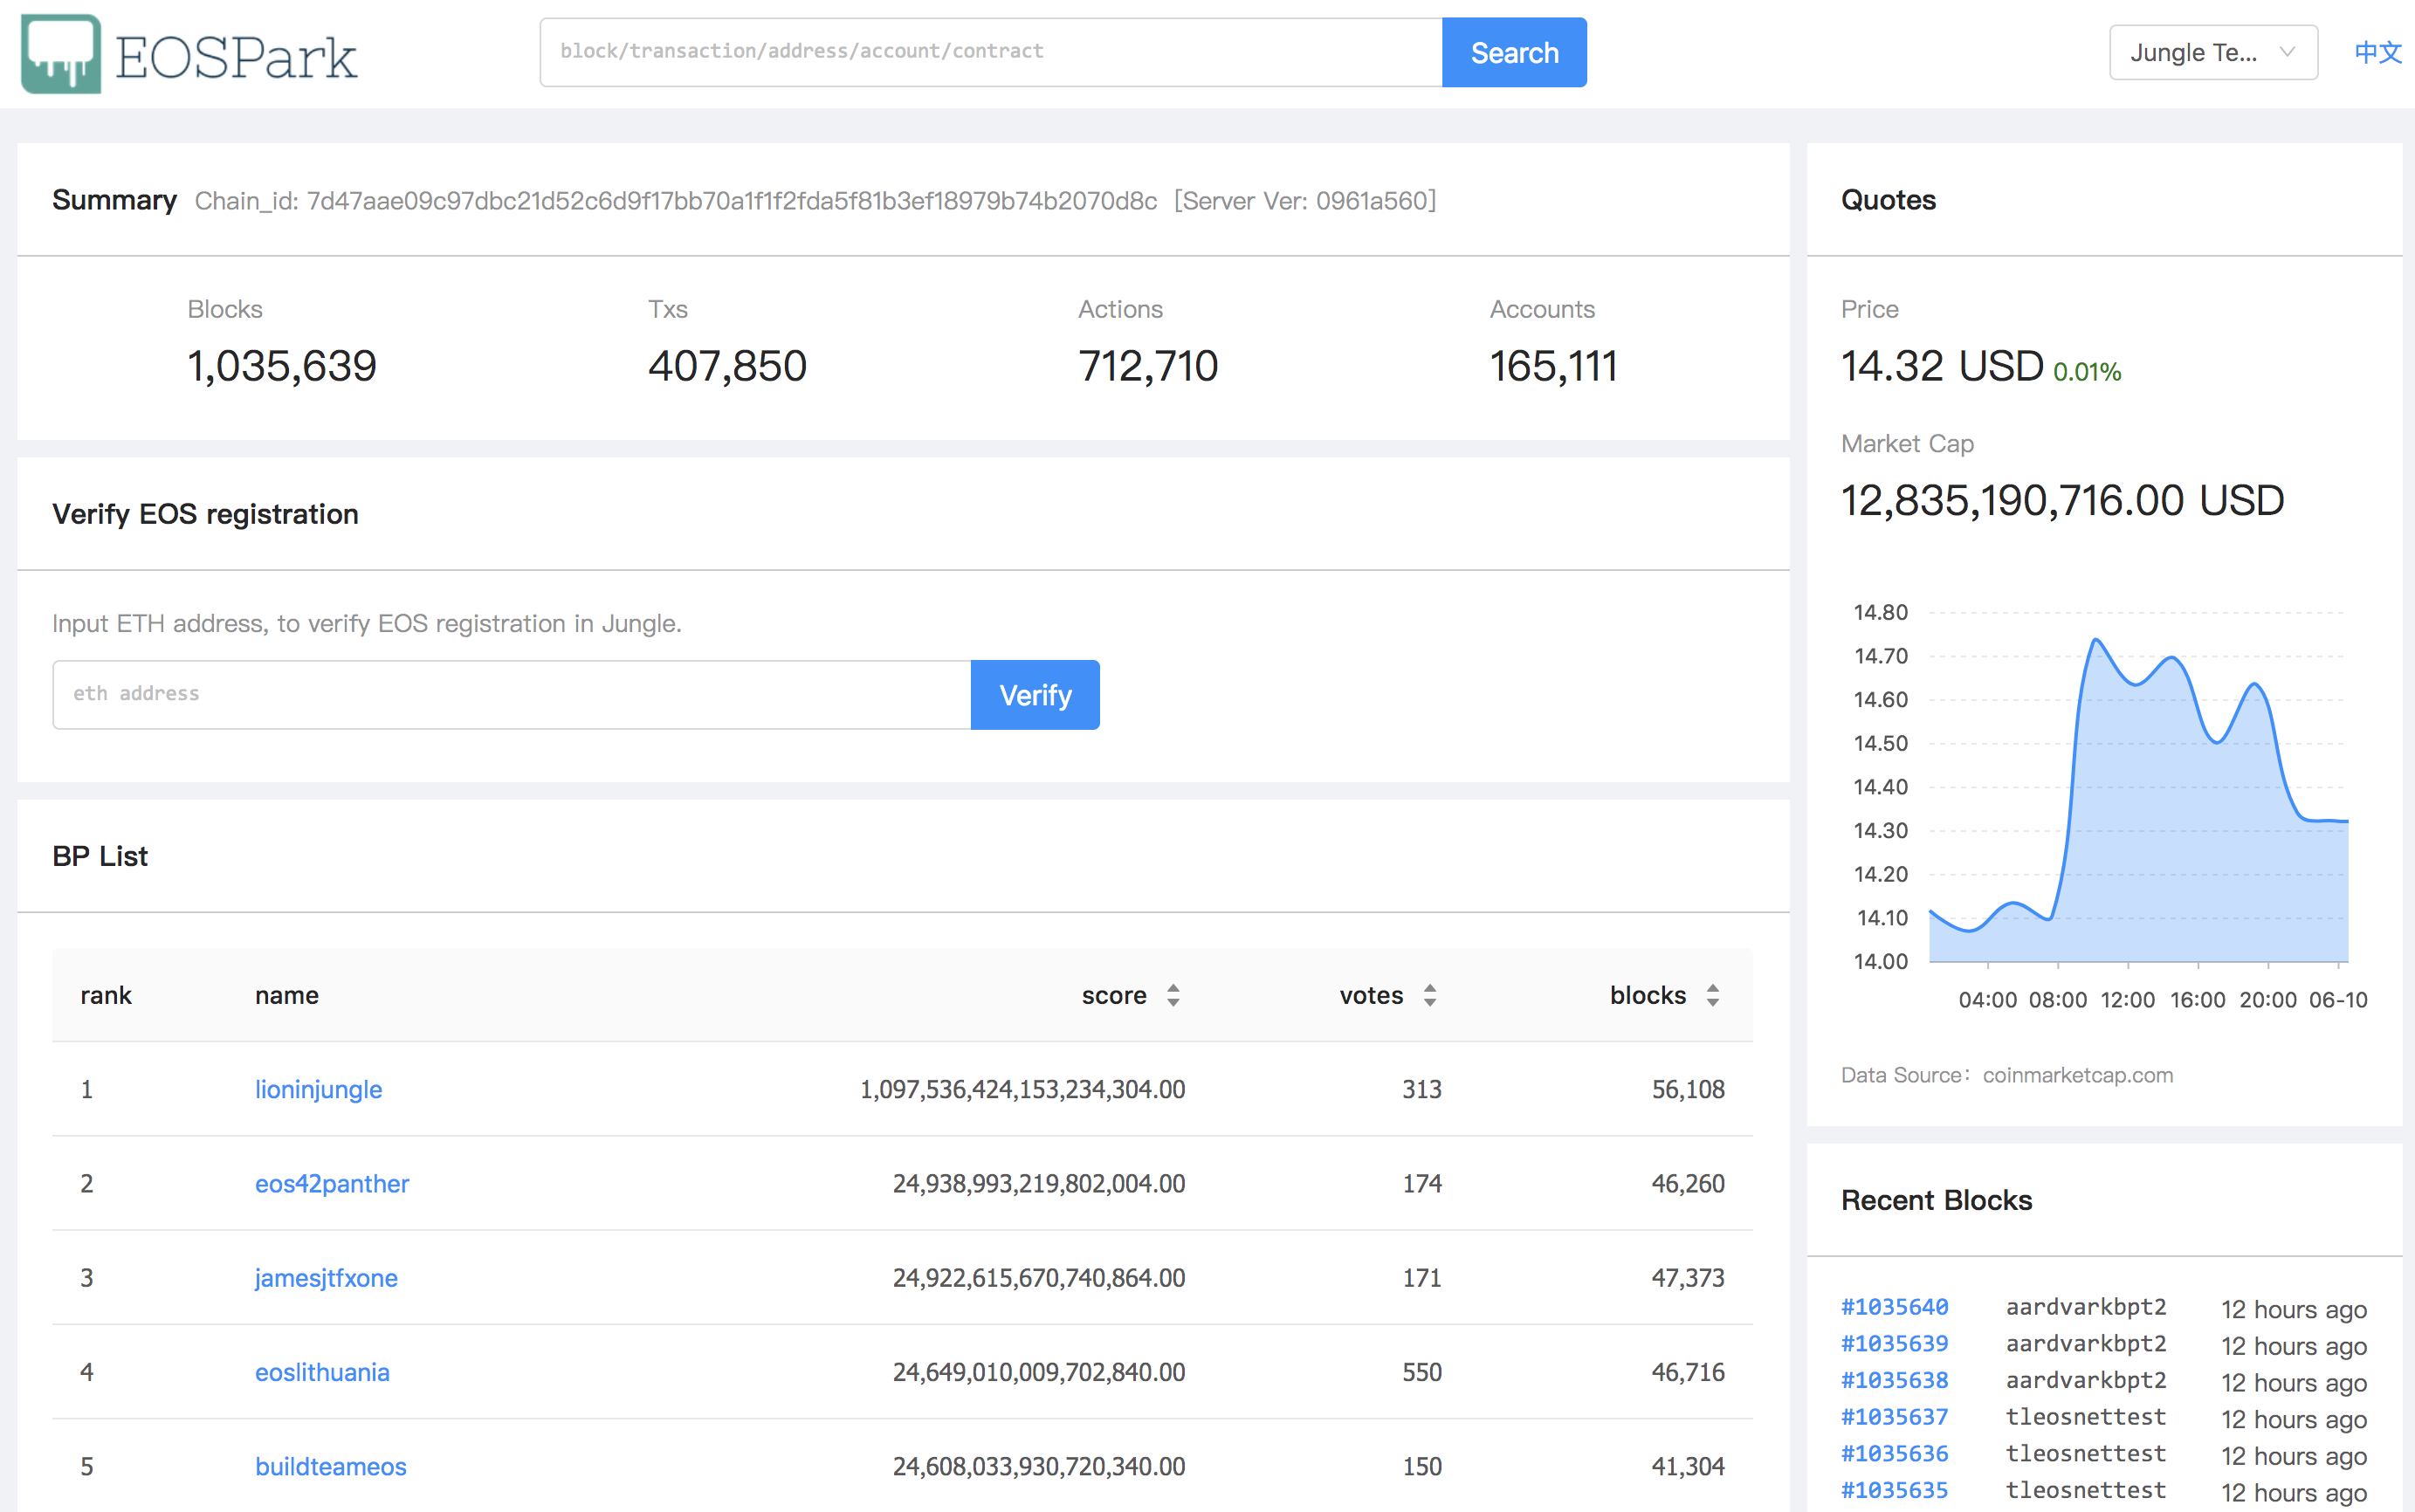 EOSPark
block/transaction/address/account/contract
Search
Jungle Te...
中文
Summary Chain_id: 7d47aae09c97dbc21d52c6d9f17bb70a1f1f2fda5f81b3ef18979b74b2070d8c [Server Ver: 0961a560]
Blocks Txs Actions Accounts
1,035,639 407,850 712,710 165,111
Verify EOS registration
Input ETH address, to verify EOS registration in Jungle.
eth address
Verify
BP List
rank name score votes blocks
1 lioninjungle 1,097,536,424,153,234,304.00 313 56,108
2 eos42panther 24,938,993,219,802,004.00 174 46,260
3 jamesjtfxone 24,922,615,670,740,864.00 171 47,373
4 eoslithuania 24,649,010,009,702,840.00 550 46,716
5 buildteameos 24,608,033,930,720,340.00 150 41,304
Quotes
Price
14.32 USD 0.01%
Market Cap
12,835,190,716.00 USD
14.80
14.70
14.60
14.50
14.40
14.30
14.20
14.10
14.00
04:00 08:00 12:00 16:00 20:00 06-10
Data Source：coinmarketcap.com
Recent Blocks
#1035640 aardvarkbpt2 12 hours ago
#1035639 aardvarkbpt2 12 hours ago
#1035638 aardvarkbpt2 12 hours ago
#1035637 tleosnettest 12 hours ago
#1035636 tleosnettest 12 hours ago
#1035635 tleosnettest 12 hours ago